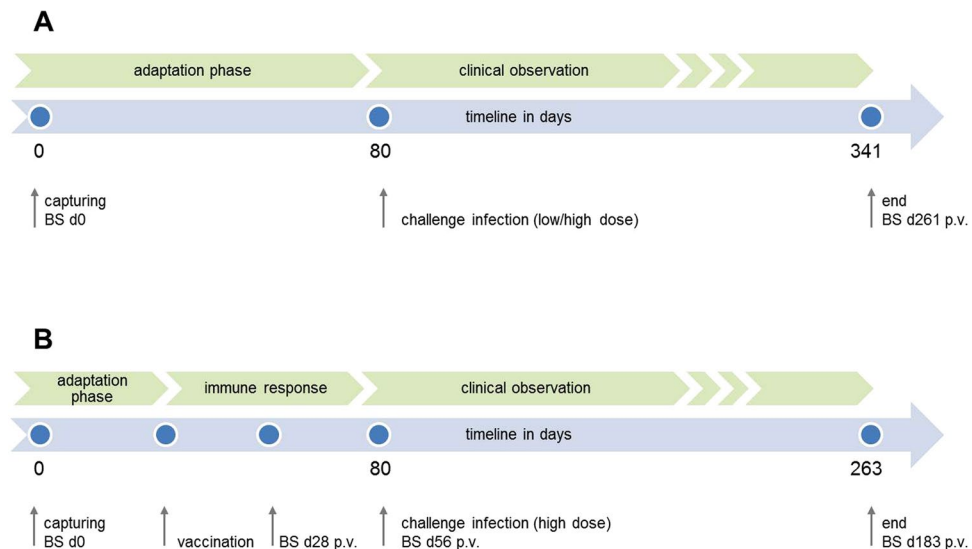 A
adaptation phase
clinical observation
timeline in days
0
80
341
capturing
BS d0
challenge infection (low/high dose)
end
BS d261 p.v.
B
adaptation
phase
immune response
clinical observation
timeline in days
0
80
263
capturing
BS d0
vaccination
BS d28 p.v.
challenge infection (high dose)
BS d56 p.v.
end
BS d183 p.v.